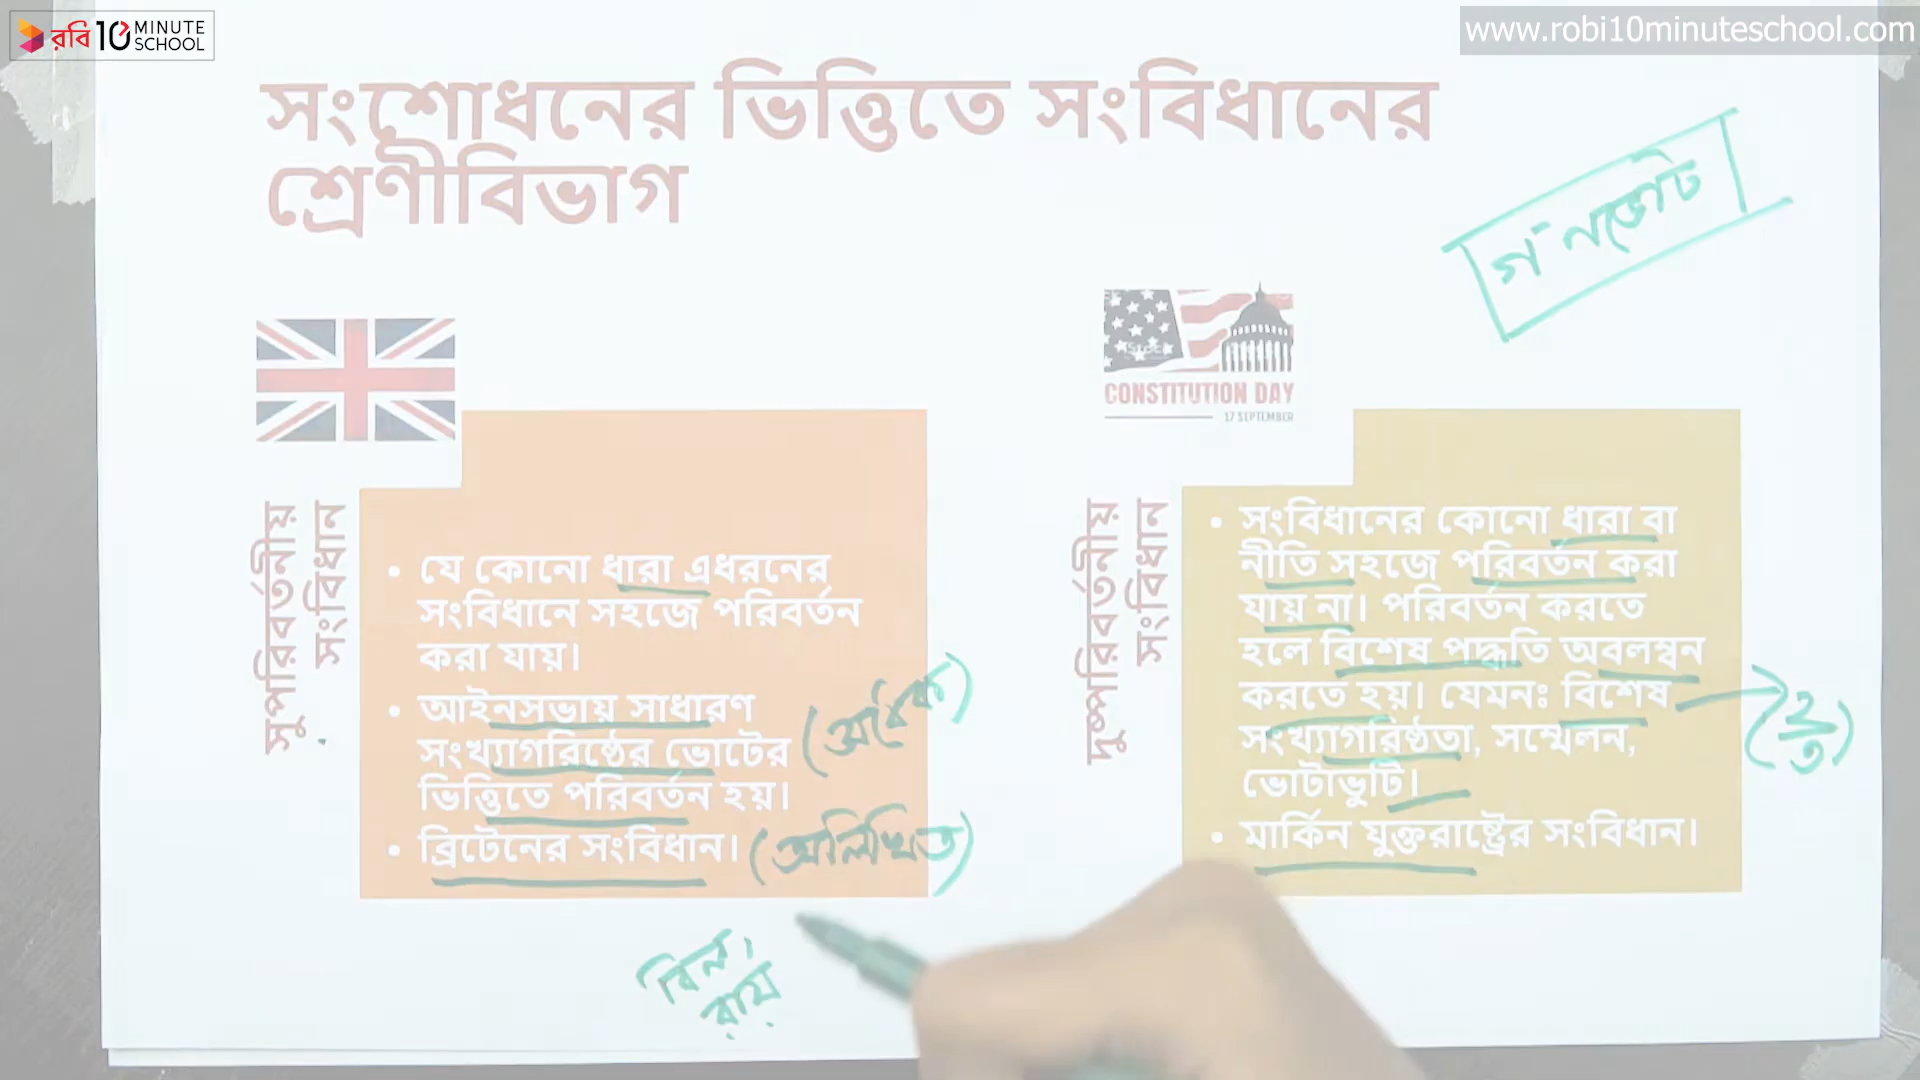 রবি 10 MINUTE SCHOOL
www.robi10minuteschool.com
সংশোধনের ভিত্তিতে সংবিধানের
শ্রেণীবিভাগ
গণভোট
CONSTITUTION DAY
17 SEPTEMBER
সুপরিবর্তনীয়
সংবিধান
• যে কোনো ধারা এধরনের
সংবিধানে সহজে পরিবর্তন
করা যায়।
• আইনসভায় সাধারণ
সংখ্যাগরিষ্ঠের ভোটের
ভিত্তিতে পরিবর্তন হয়।
• ব্রিটেনের সংবিধান।
(অর্ধেক)
(অলিখিত)
বিল।
রায়
দুষ্পরিবর্তনীয়
সংবিধান
• সংবিধানের কোনো ধারা বা
নীতি সহজে পরিবর্তন করা
যায় না। পরিবর্তন করতে
হলে বিশেষ পদ্ধতি অবলম্বন
করতে হয়। যেমনঃ বিশেষ
সংখ্যাগরিষ্ঠতা, সম্মেলন,
ভোটাভুটি।
• মার্কিন যুক্তরাষ্ট্রের সংবিধান।